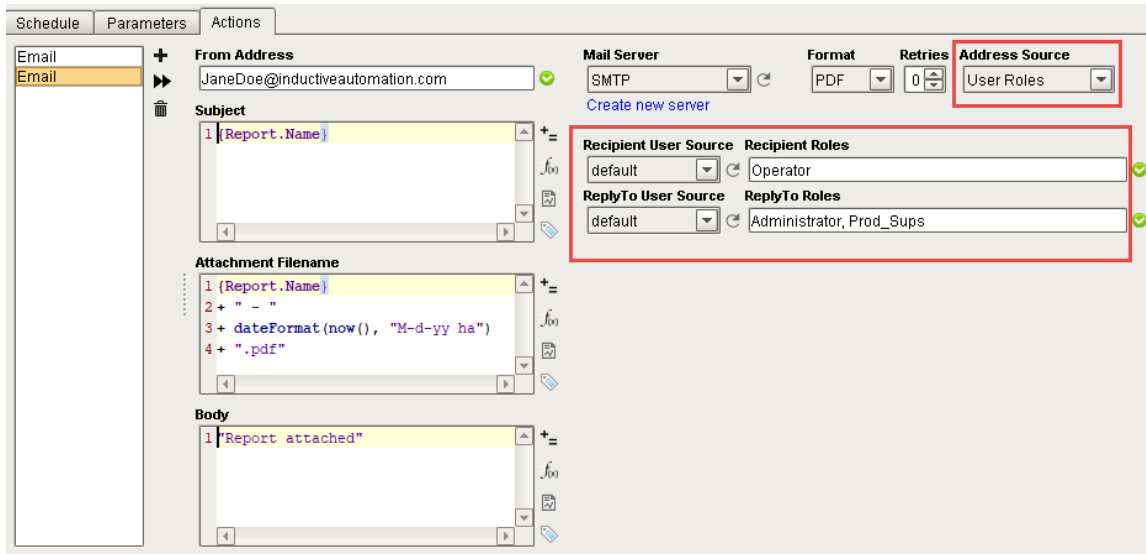 Schedule Parameters Actions
Email
Email
From Address
JaneDoe@inductiveautomation.com
Subject
1 {Report.Name}
f(x)
Attachment Filename
1 {Report.Name}
2 + " - "
3 + dateFormat(now(), "M-d-yy ha")
4 + ".pdf"
f(x)
Body
1 "Report attached"
f(x)
Mail Server Format Retries Address Source
SMTP PDF 0 User Roles
Create new server
Recipient User Source Recipient Roles
default Operator
ReplyTo User Source ReplyTo Roles
default Administrator, Prod_Sups